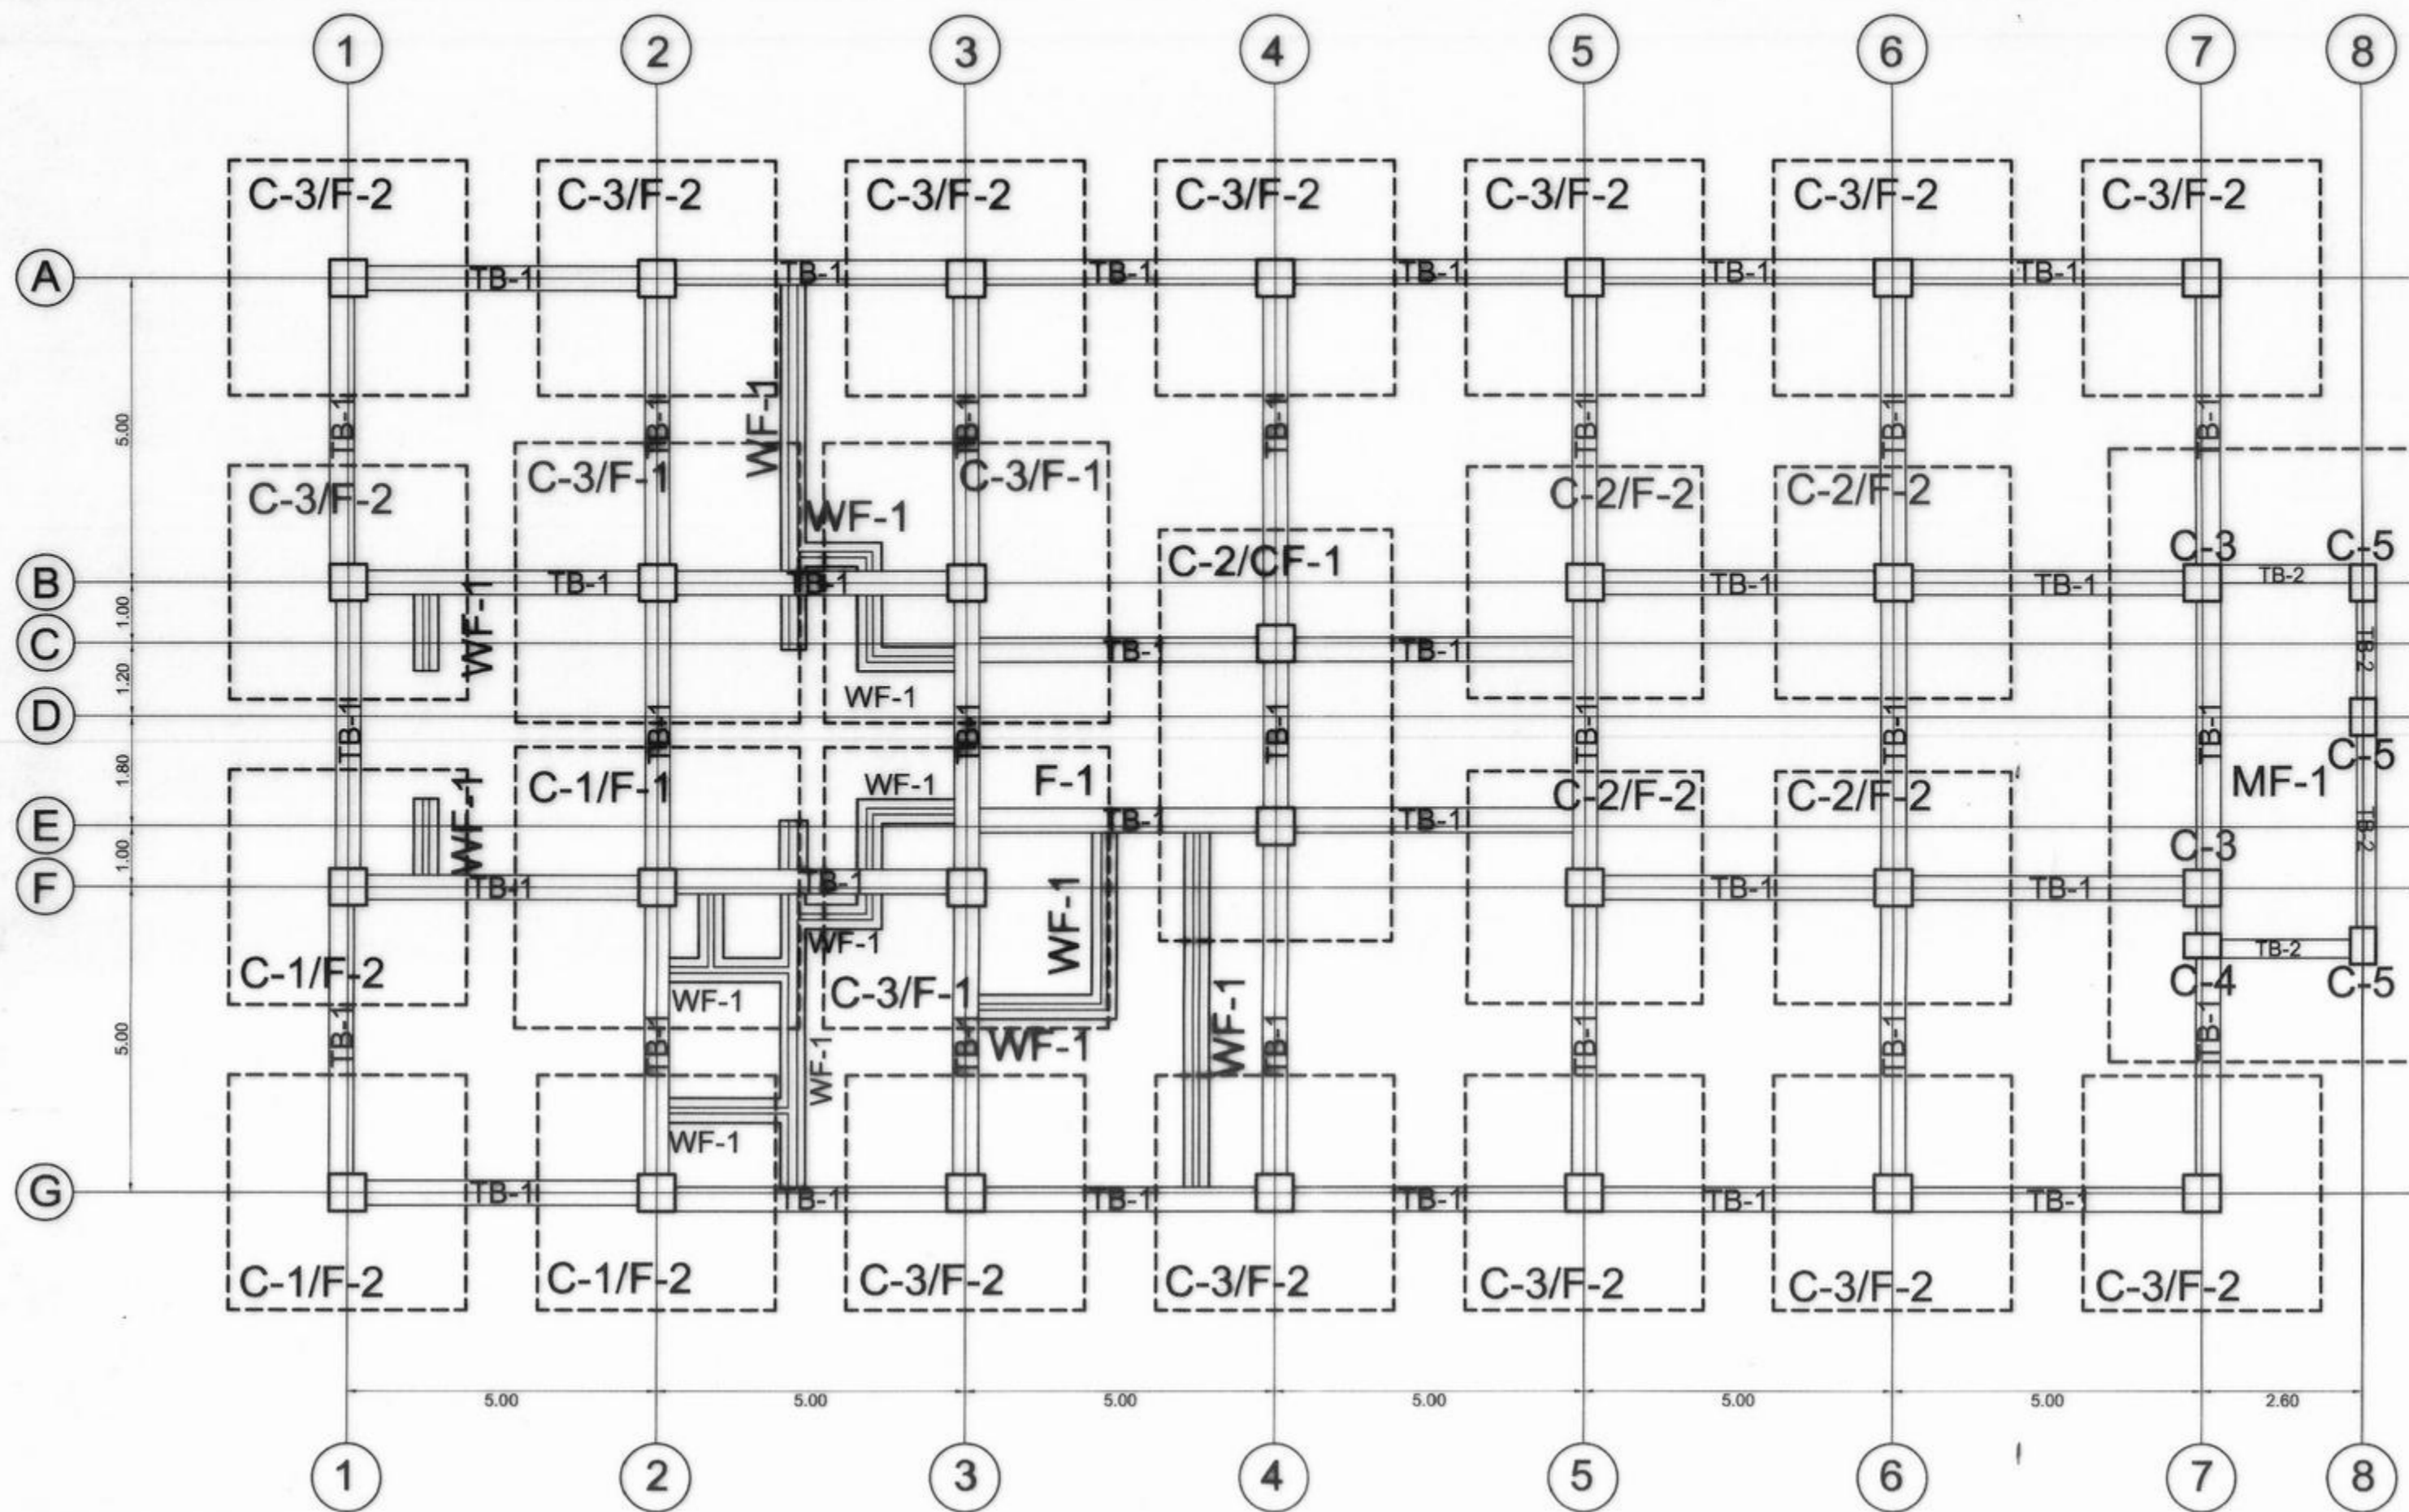 1 2 3 4 5 6 7 8
C-3/F-2 C-3/F-2 C-3/F-2 C-3/F-2 C-3/F-2 C-3/F-2 C-3/F-2
A
TB-1 TB-1 TB-1 TB-1 TB-1 TB-1
5.00
TB-1 TB-1 WF-1 TB-1 TB-1 TB-1 TB-1 TB-1
C-3/F-2 C-3/F-1 C-3/F-1 C-2/F-2 C-2/F-2
WF-1
C-2/CF-1 C-3 C-5
B
TB-1 TB-1 TB-1 TB-1 TB-2
1.00
WF-1
C
TB-1 TB-1 TB-2
1.20
WF-1
D
TB-1 TB-1 TB-1 TB-1 TB-1 TB-1 TB-1
C-5
1.80
C-1/F-1 WF-1 F-1 C-2/F-2 C-2/F-2 MF-1
WF-1
E
TB-1 TB-1 TB-2
1.00
C-3
F
TB-1 TB-1 TB-1 TB-1
WF-1 WF-1 TB-2
C-1/F-2 WF-1 C-3/F-1 C-4 C-5
5.00
TB-1 TB-1 WF-1 TB-1 WF-1 WF-1 TB-1 TB-1 TB-1 TB-1
WF-1
G
TB-1 TB-1 TB-1 TB-1 TB-1 TB-1
C-1/F-2 C-1/F-2 C-3/F-2 C-3/F-2 C-3/F-2 C-3/F-2 C-3/F-2
5.00 5.00 5.00 5.00 5.00 5.00 2.60
1 2 3 4 5 6 7 8